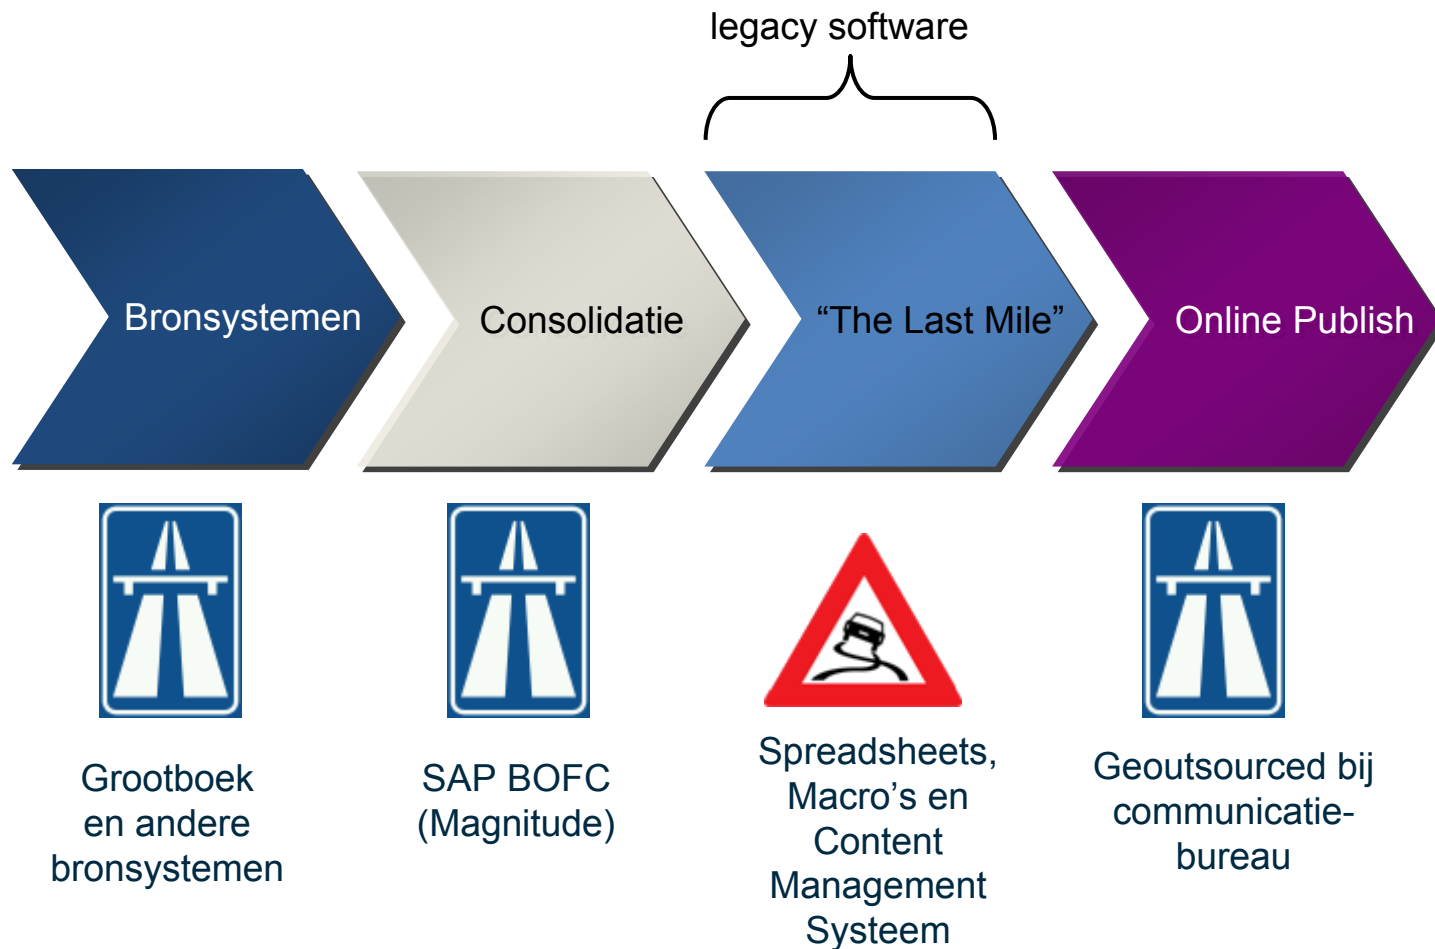 legacy software
Bronsystemen
Consolidatie
“The Last Mile”
Online Publish
Grootboek
en andere
bronsystemen
SAP BOFC
(Magnitude)
Spreadsheets,
Macro’s en
Content
Management
Systeem
Geoutsourced bij
communicatie-
bureau